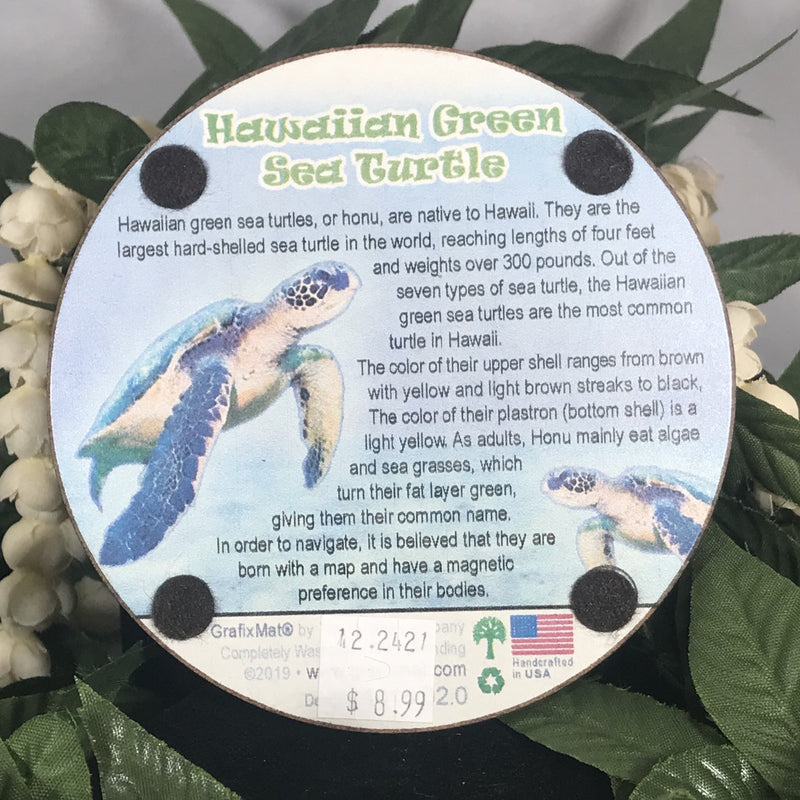 Hawaiian Green
Sea Turtle
Hawaiian green sea turtles, or honu, are native to Hawaii. They are the
largest hard-shelled sea turtle in the world, reaching lengths of four feet
and weights over 300 pounds. Out of the
seven types of sea turtle, the Hawaiian
green sea turtles are the most common
turtle in Hawaii.
The color of their upper shell ranges from brown
with yellow and light brown streaks to black,
The color of their plastron (bottom shell) is a
light yellow. As adults, Honu mainly eat algae
and sea grasses, which
turn their fat layer green,
giving them their common name.
In order to navigate, it is believed that they are
born with a map and have a magnetic
preference in their bodies.
GrafixMat® by
Completely
©2019 • .com
2.0
12.2421
$ 8.99
Handcrafted
in USA